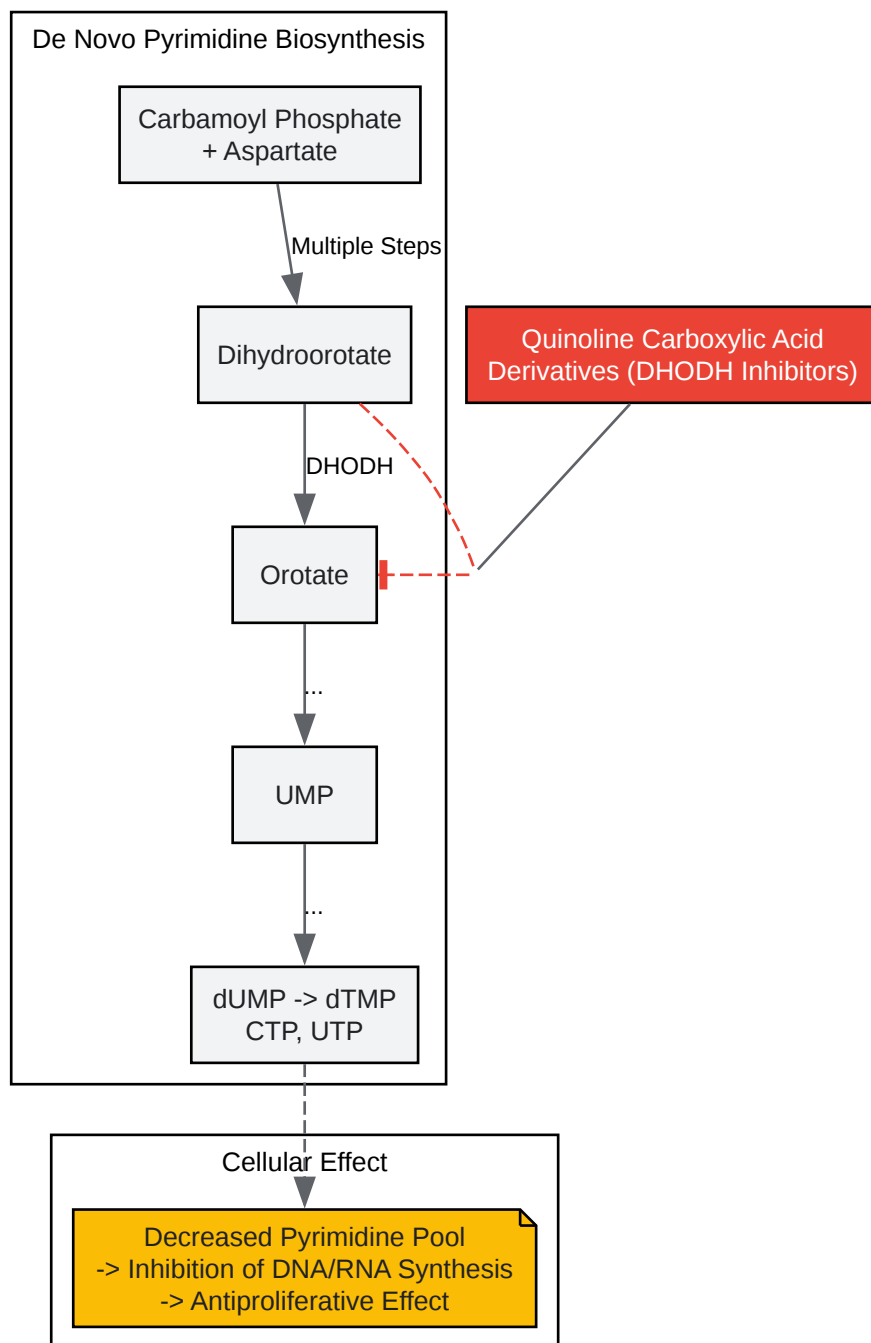 De Novo Pyrimidine Biosynthesis
Carbamoyl Phosphate
+ Aspartate
Multiple Steps
Dihydroorotate
Quinoline Carboxylic Acid
Derivatives (DHODH Inhibitors)
DHODH
Orotate
...
UMP
...
dUMP -> dTMP
CTP, UTP
Cellular Effect
Decreased Pyrimidine Pool
-> Inhibition of DNA/RNA Synthesis
-> Antiproliferative Effect